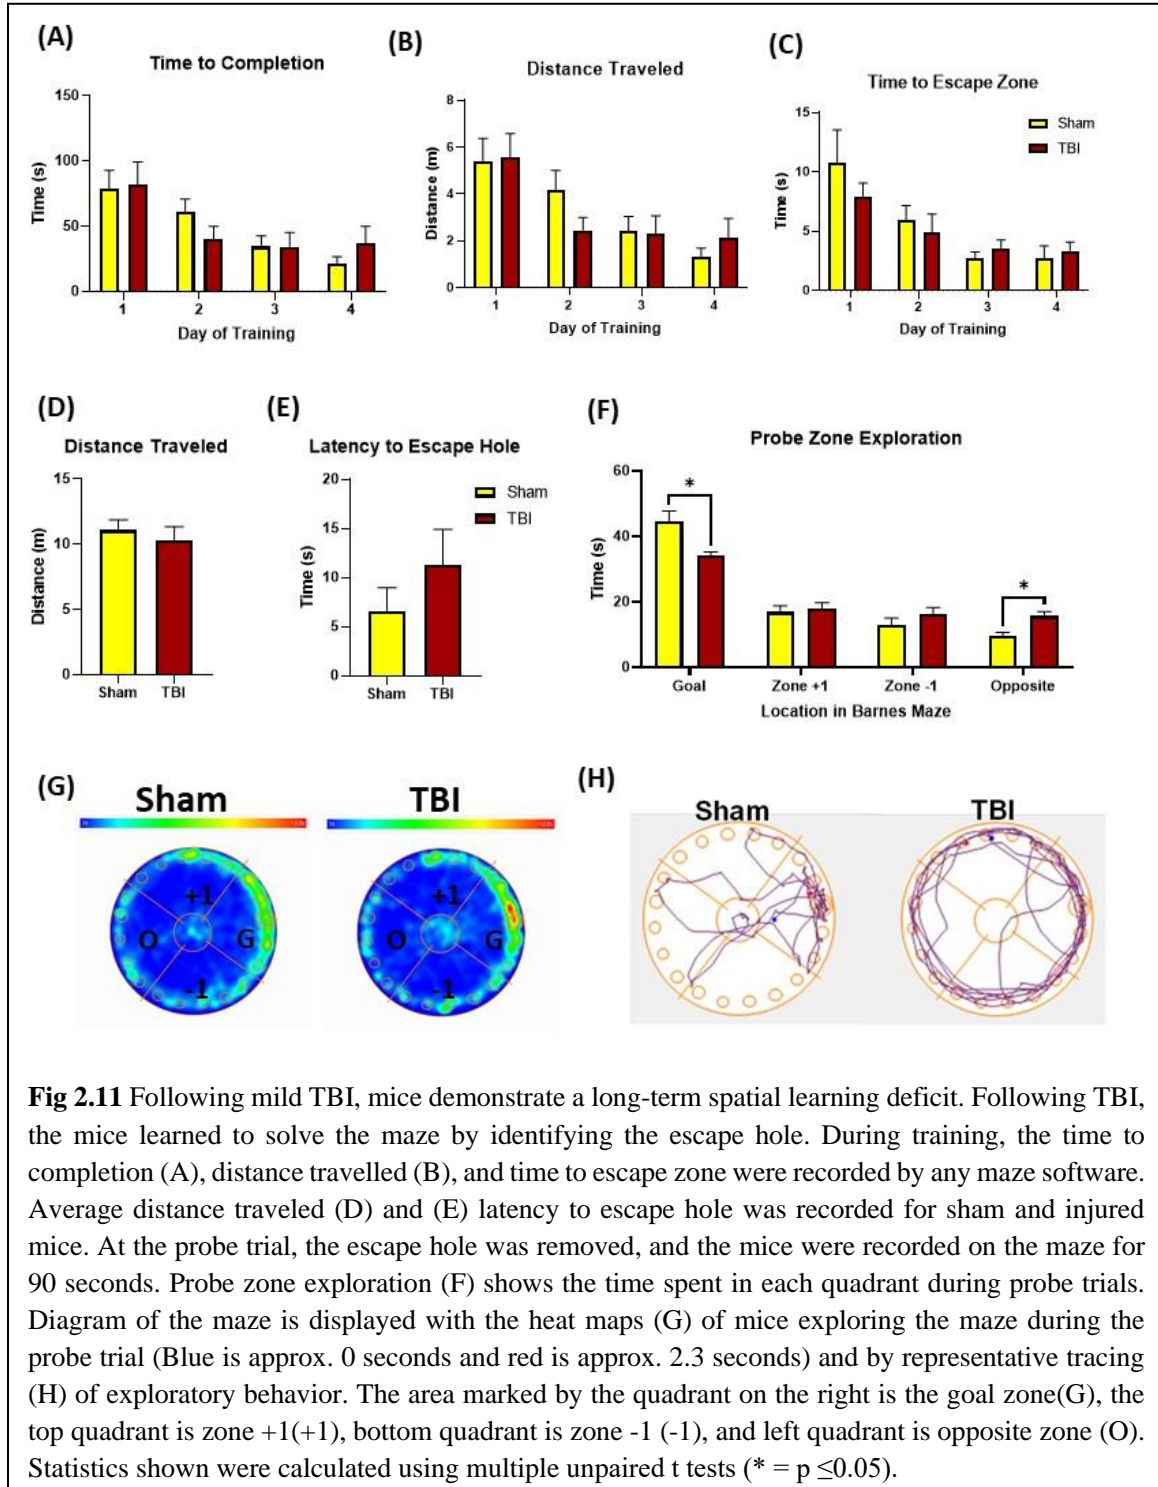 (A)
Time to Completion
150
100
50
0
Time (s)
1 2 3 4
Day of Training
(B)
Distance Traveled
8
6
4
2
0
Distance (m)
1 2 3 4
Day of Training
(C)
Time to Escape Zone
15
10
5
0
Time (s)
Sham
TBI
1 2 3 4
Day of Training
(D)
Distance Traveled
15
10
5
0
Distance (m)
Sham TBI
(E)
Latency to Escape Hole
20
15
10
5
0
Time (s)
Sham
TBI
Sham TBI
(F)
Probe Zone Exploration
60
40
20
0
Time (s)
*
*
Goal Zone +1 Zone -1 Opposite
Location in Barnes Maze
(G)
Sham TBI
+1
O G
-1
+1
O G
-1
(H)
Sham TBI
Fig 2.11 Following mild TBI, mice demonstrate a long-term spatial learning deficit. Following TBI,
the mice learned to solve the maze by identifying the escape hole. During training, the time to
completion (A), distance travelled (B), and time to escape zone were recorded by any maze software.
Average distance traveled (D) and (E) latency to escape hole was recorded for sham and injured
mice. At the probe trial, the escape hole was removed, and the mice were recorded on the maze for
90 seconds. Probe zone exploration (F) shows the time spent in each quadrant during probe trials.
Diagram of the maze is displayed with the heat maps (G) of mice exploring the maze during the
probe trial (Blue is approx. 0 seconds and red is approx. 2.3 seconds) and by representative tracing
(H) of exploratory behavior. The area marked by the quadrant on the right is the goal zone(G), the
top quadrant is zone +1(+1), bottom quadrant is zone -1 (-1), and left quadrant is opposite zone (O).
Statistics shown were calculated using multiple unpaired t tests (* = p ≤0.05).